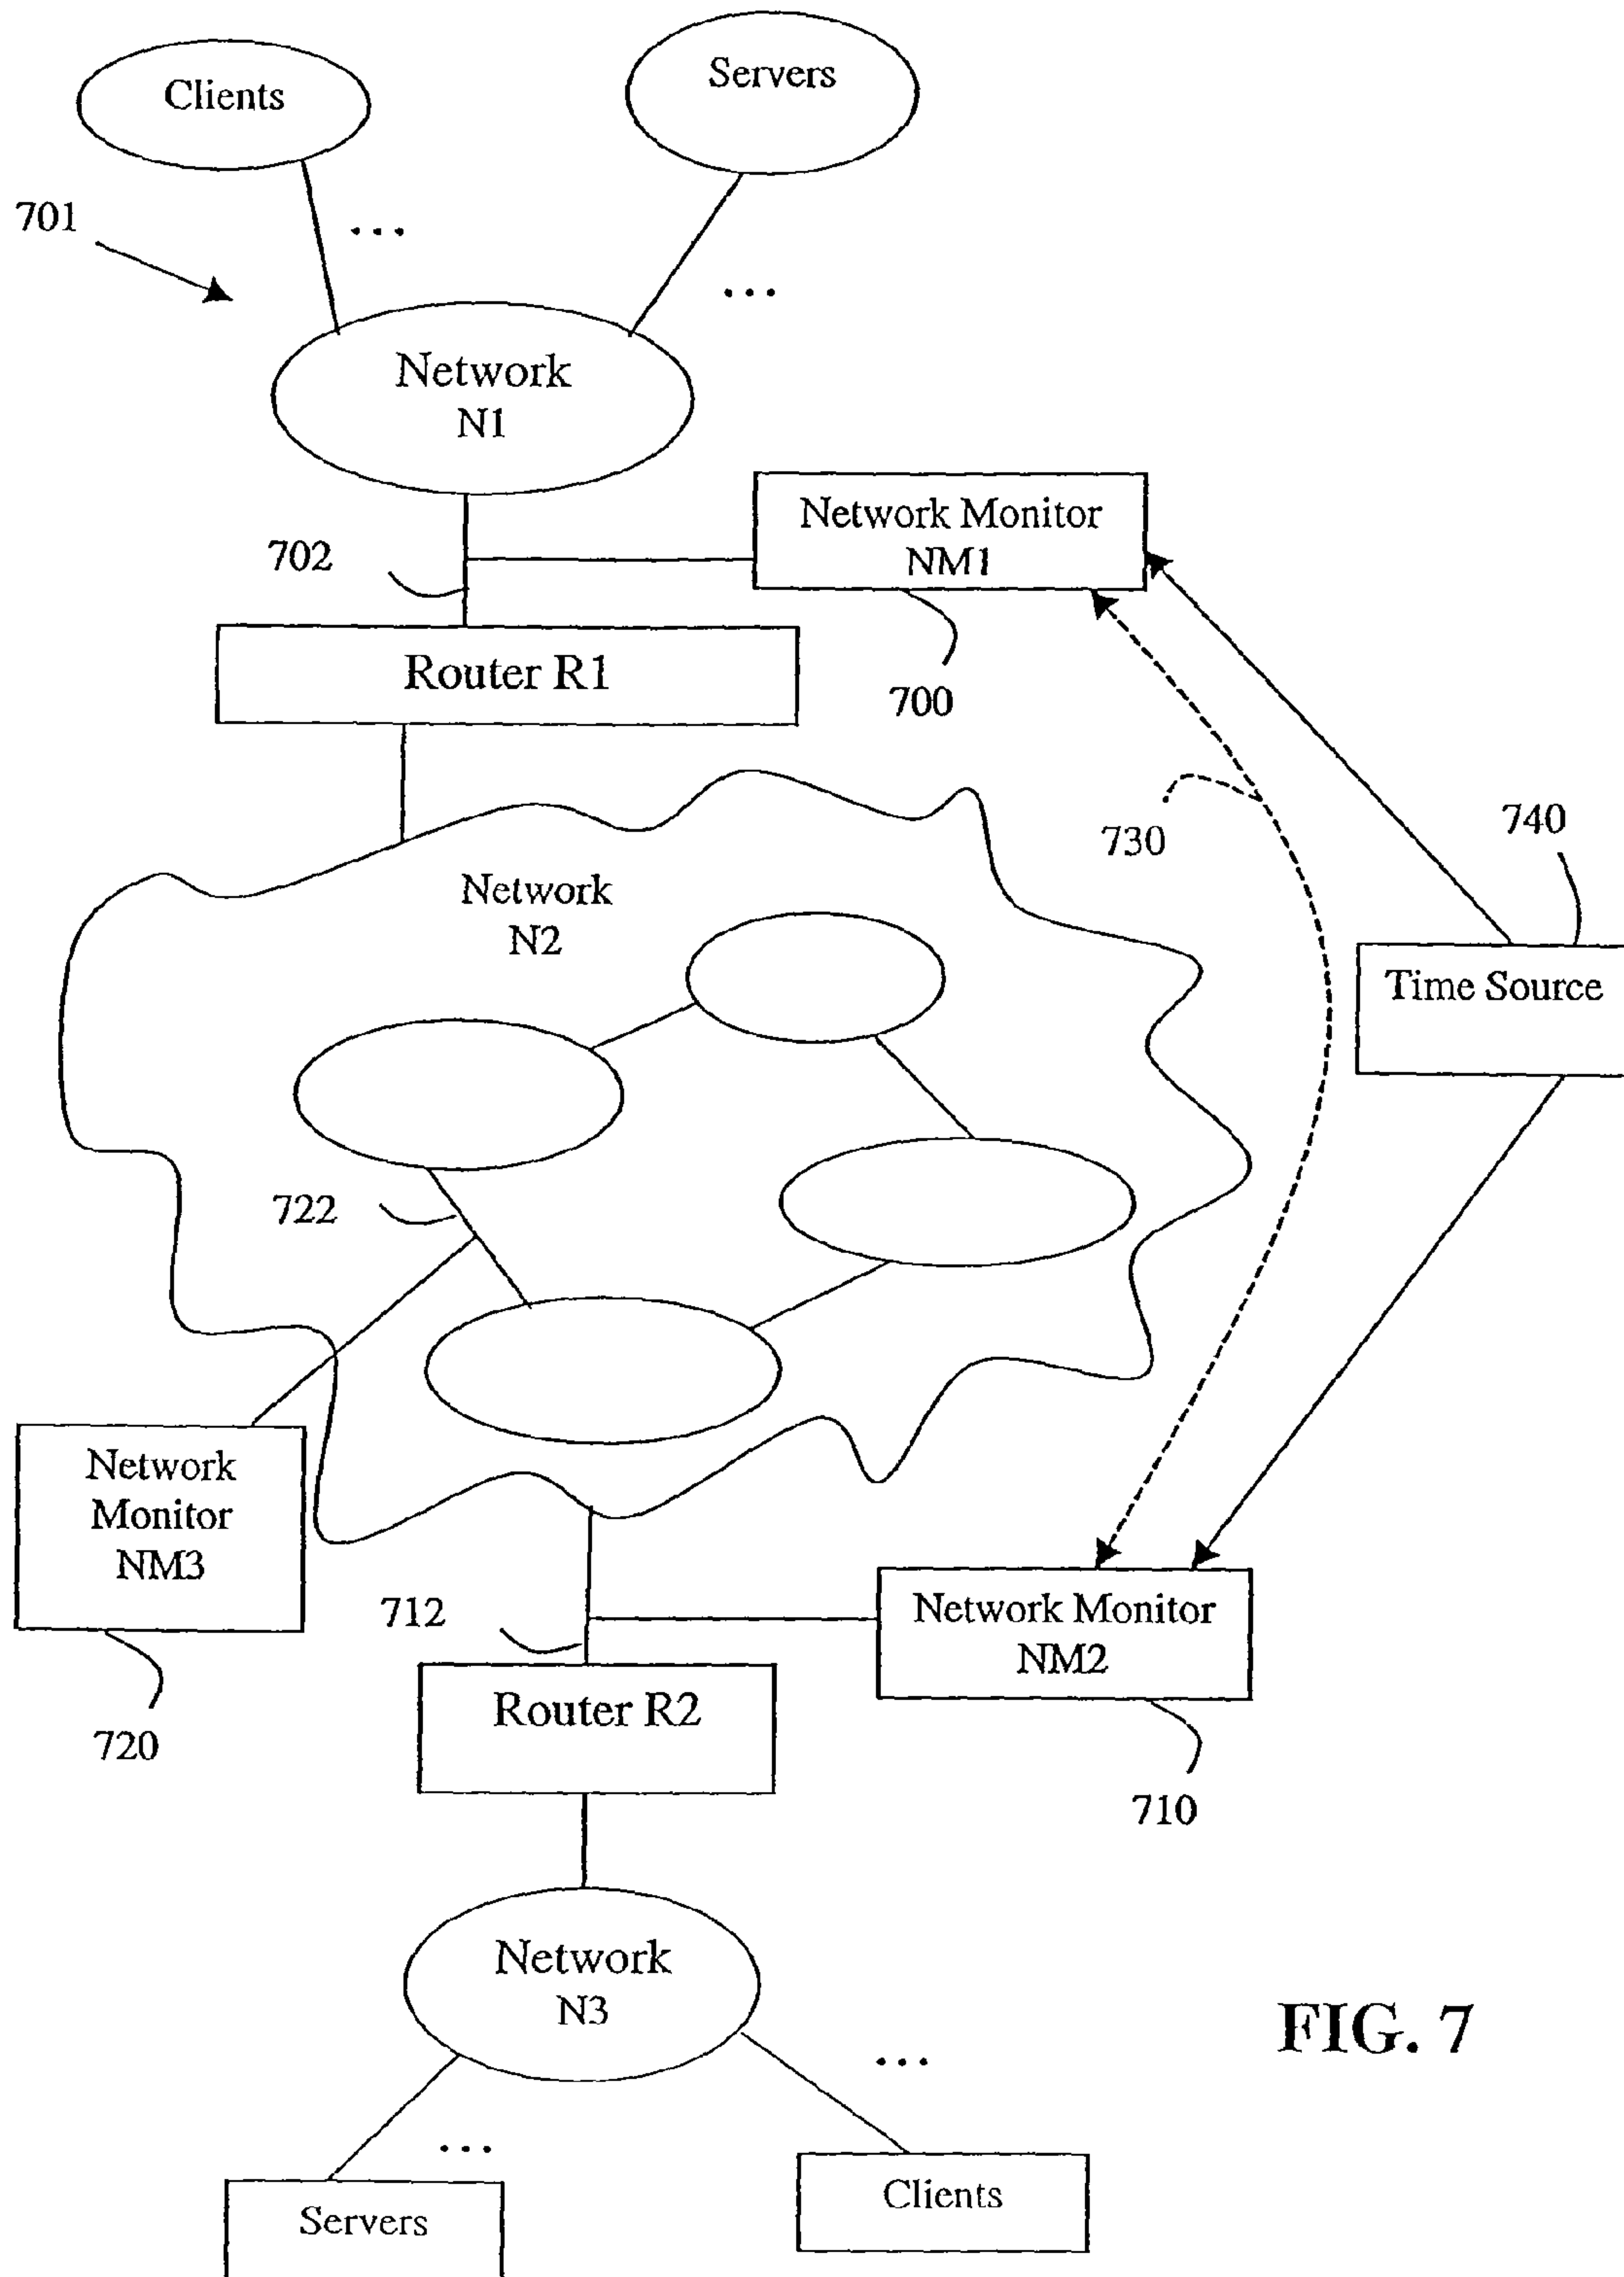 Clients
Servers
701
...
...
Network
N1
Network Monitor
NM1
702
Router R1
700
730
740
Network
N2
Time Source
722
Network
Monitor
NM3
712
Network Monitor
NM2
Router R2
720
710
Network
N3
FIG. 7
...
...
Clients
Servers